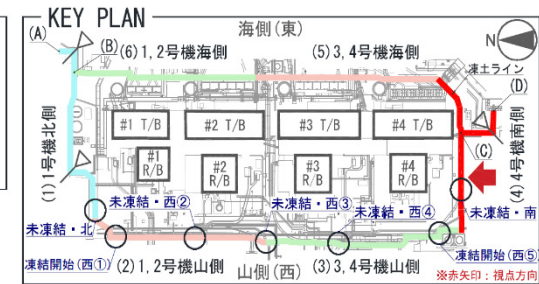 KEY PLAN
海側(東)
(A)
(B)
(6)1,2号機海側
(5)3,4号機海側
N
凍土ライン
(D)
#1 T/B
#2 T/B
#3 T/B
#4 T/B
(C)
(1)1号機北側
#1
R/B
#2
R/B
#3
R/B
#4
R/B
(4)4号機南側
未凍結・北
未凍結・西②
未凍結・西③
未凍結・西④
未凍結・南
凍結開始(西①)
(2)1,2号機山側
山側(西)
(3)3,4号機山側
凍結開始(西⑤)
※赤矢印:視点方向